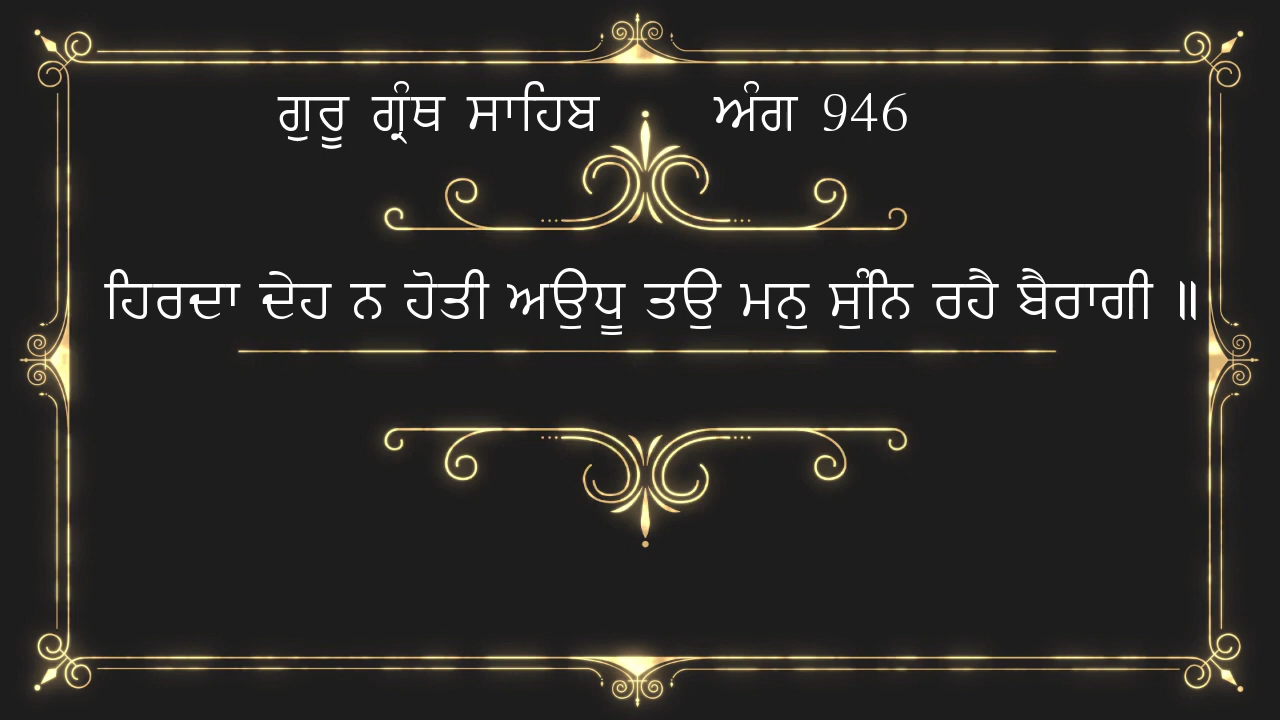 ਗੁਰੂ ਗ੍ਰੰਥ ਸਾਹਿਬ ਅੰਗ 946
ਹਿਰਦਾ ਦੇਹ ਨ ਹੋਤੀ ਅਉਧੂ ਤਉ ਮਨੁ ਸੁੰਨਿ ਰਹੈ ਬੈਰਾਗੀ ॥